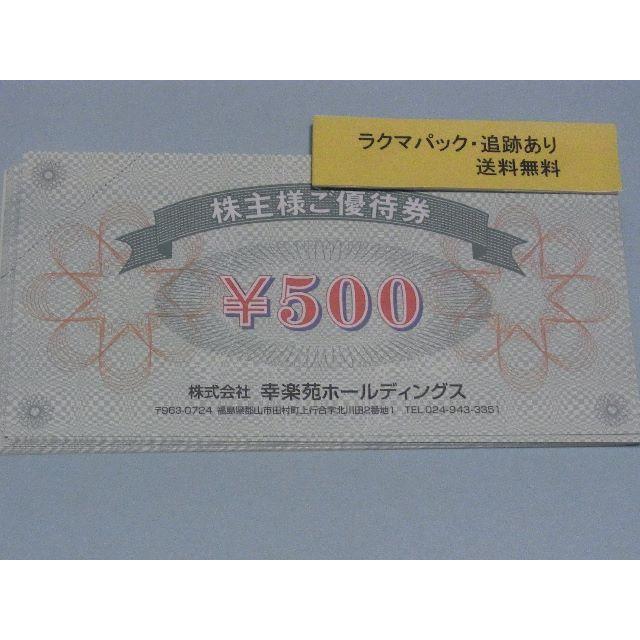 ラクマパック・追跡あり
送料無料
株主様ご優待券
¥500
株式会社 幸楽苑ホールディングス
〒963-0724 福島県郡山市田村町上行合字北川田2番地1 TEL 024-943-3351